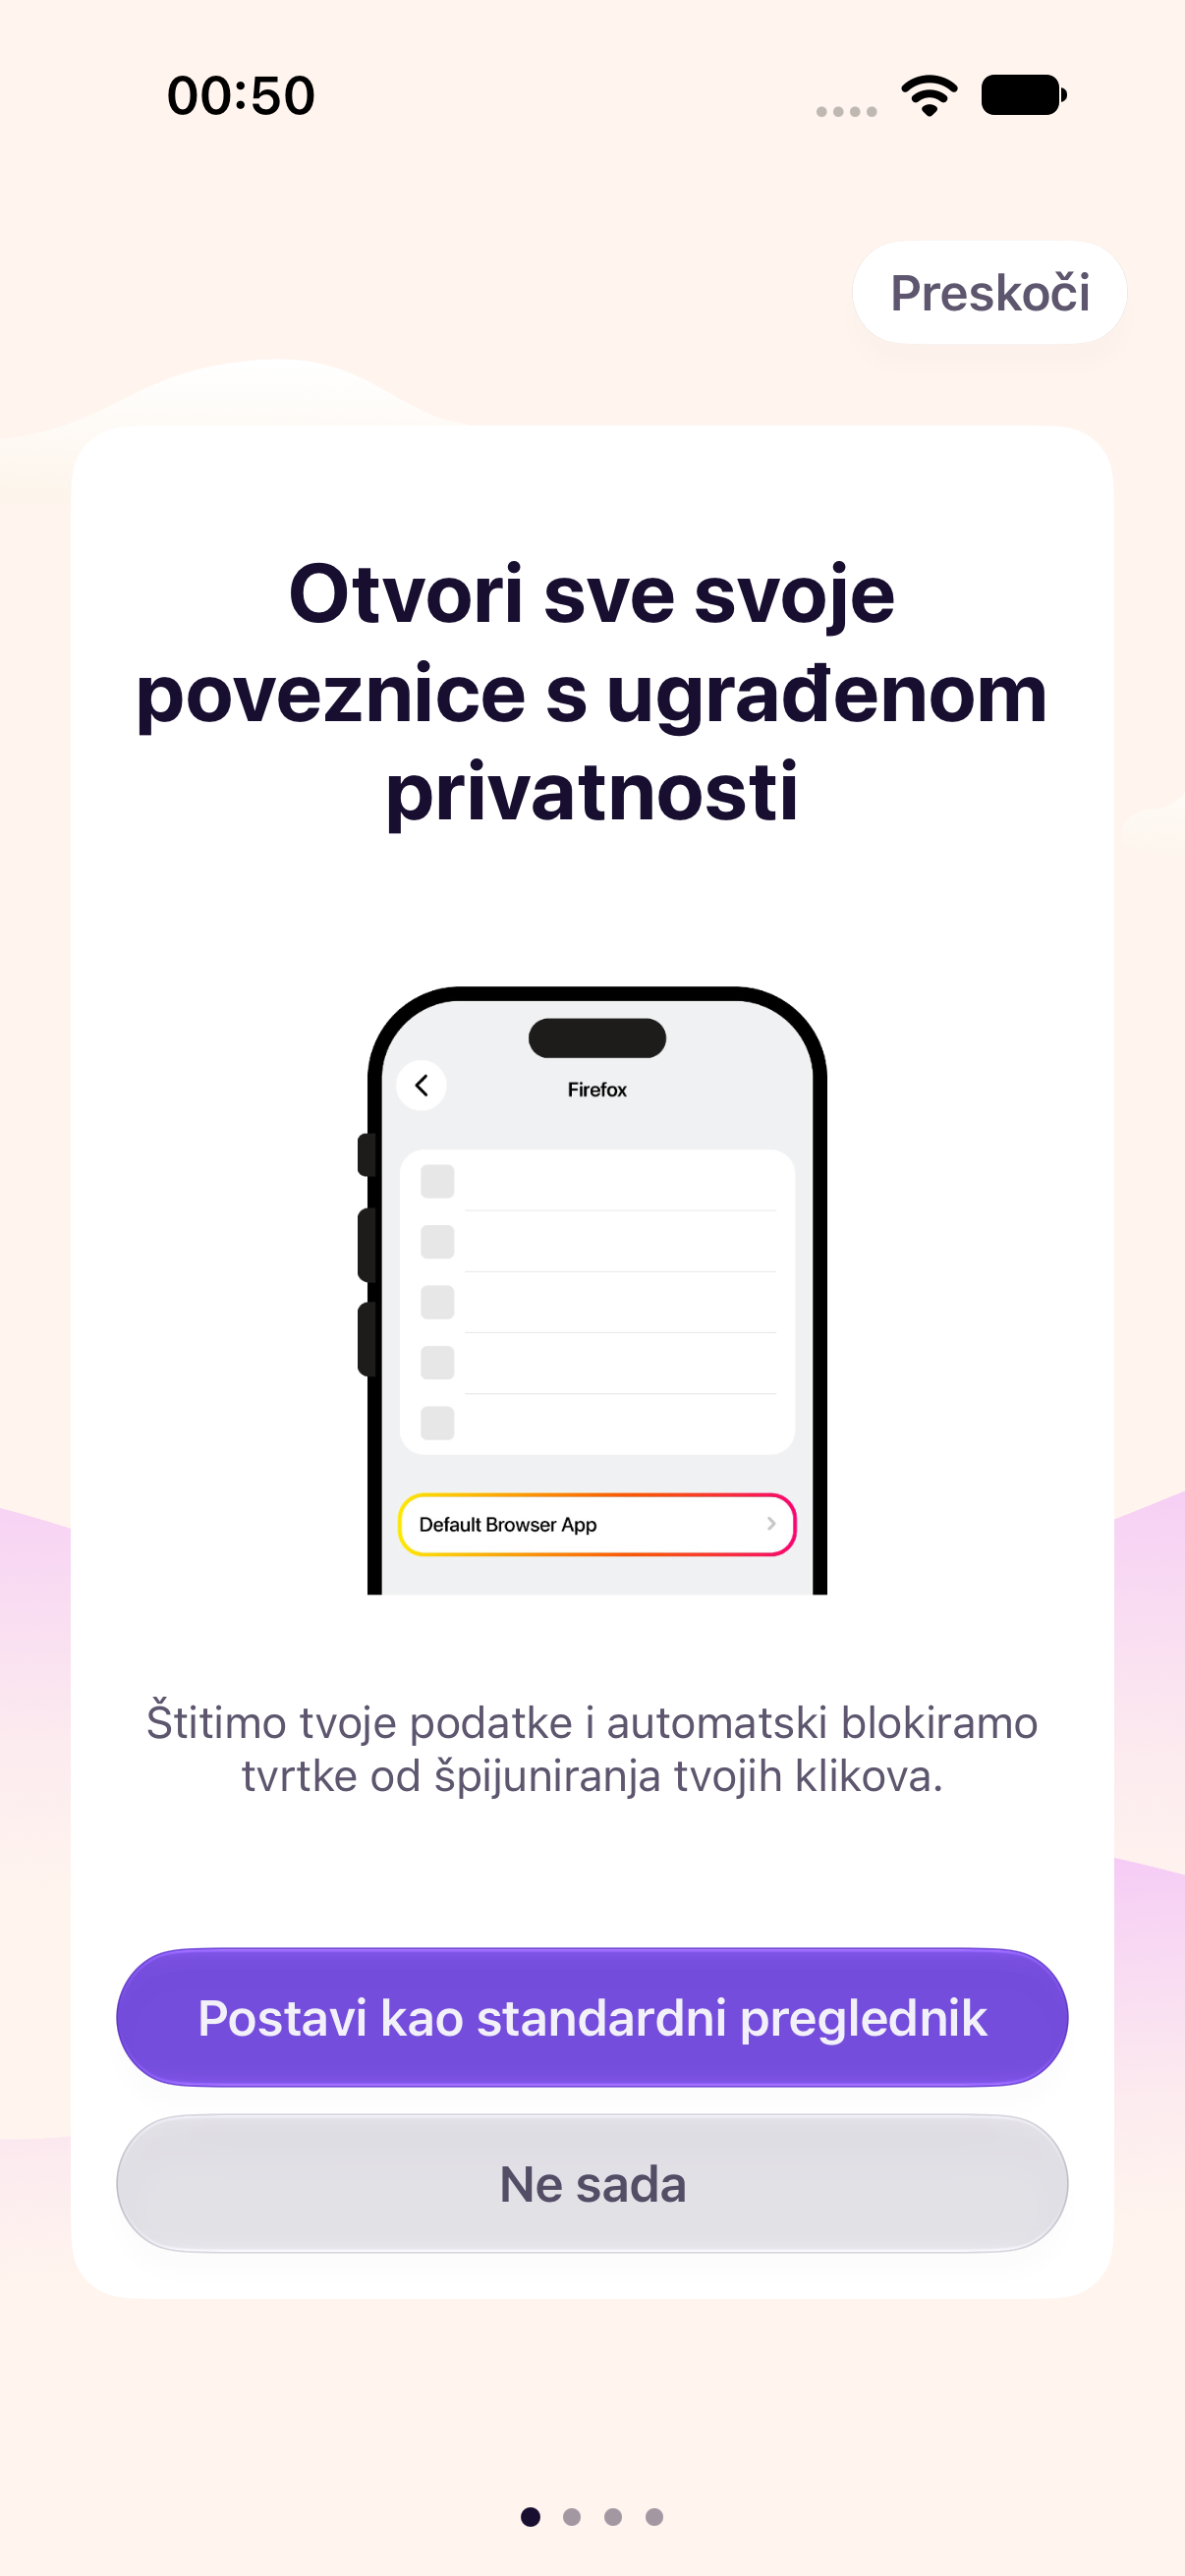 00:50
Preskoči
Otvori sve svoje
poveznice s ugrađenom
privatnosti
Firefox
Default Browser App
Štitimo tvoje podatke i automatski blokiramo
tvrtke od špijuniranja tvojih klikova.
Postavi kao standardni preglednik
Ne sada